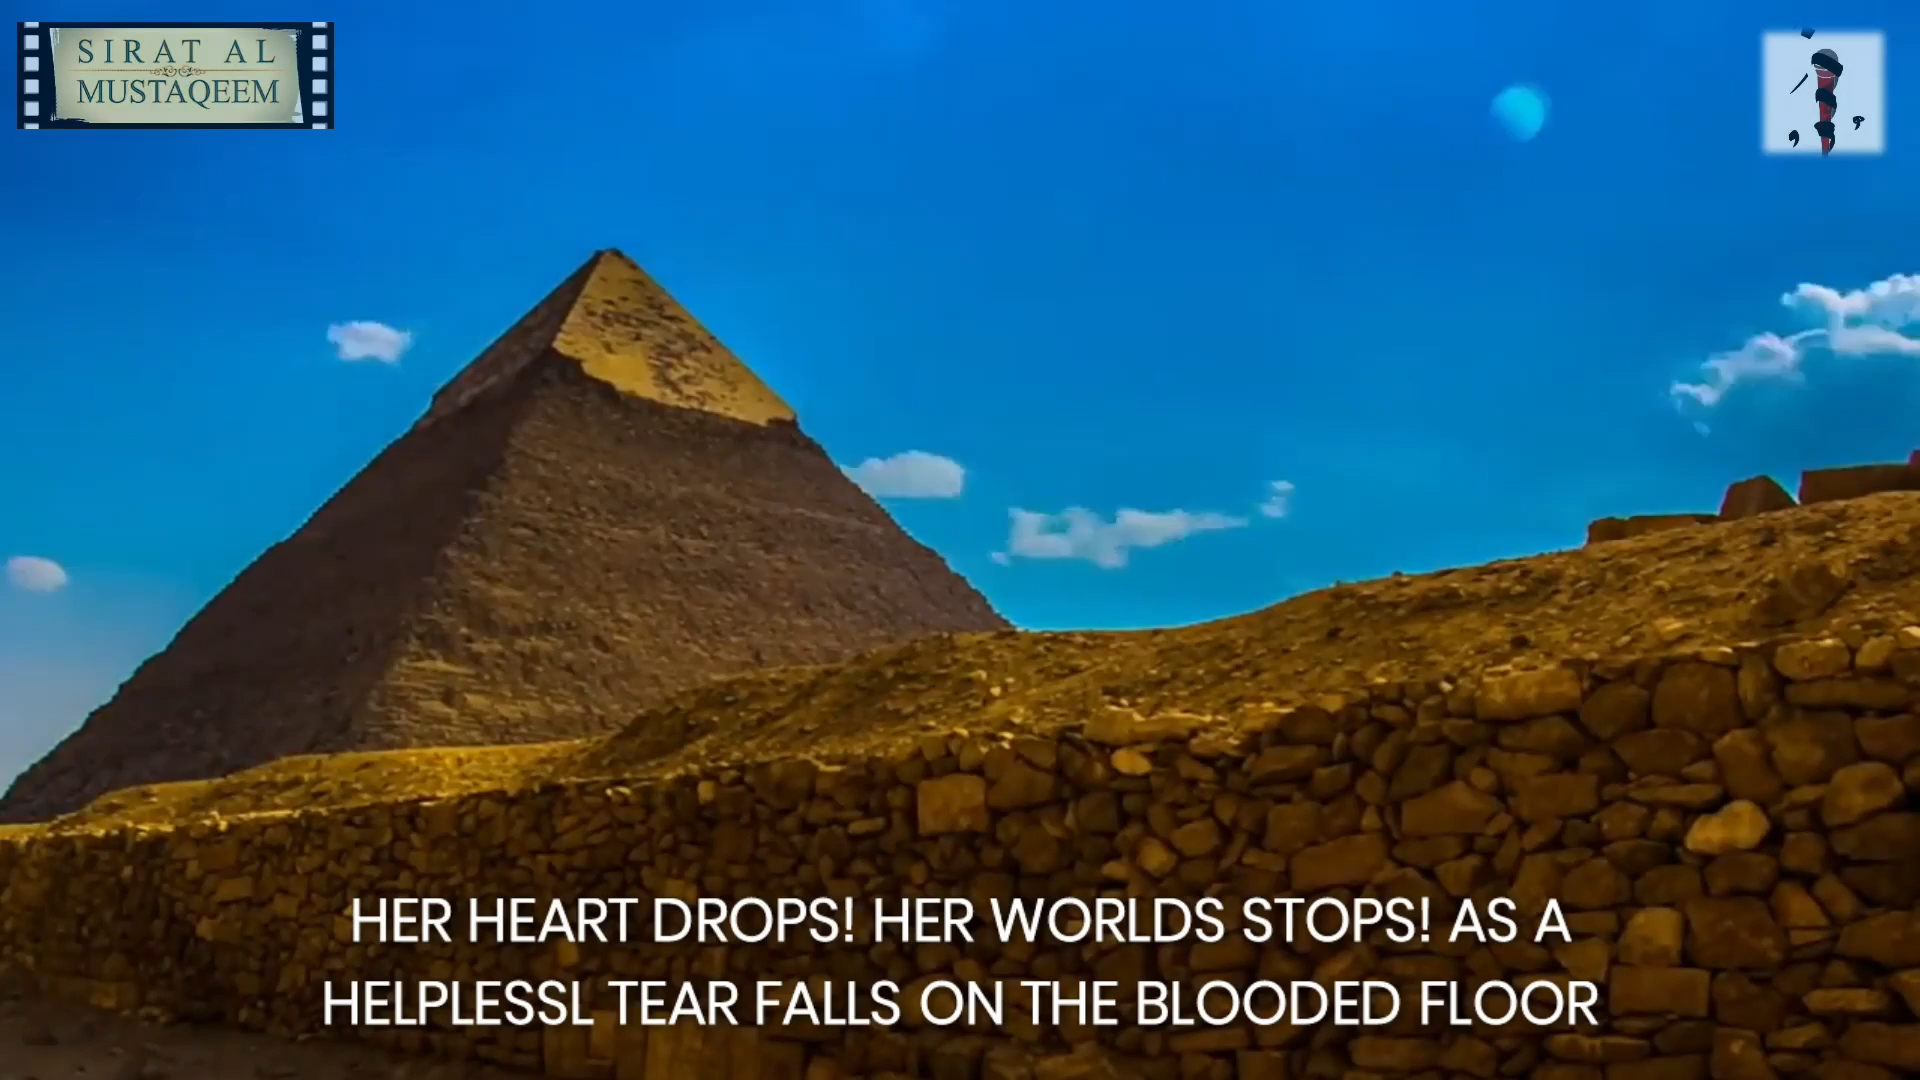 SIRAT AL
MUSTAQEEM
HER HEART DROPS! HER WORLDS STOPS! AS A
HELPLESSL TEAR FALLS ON THE BLOODED FLOOR